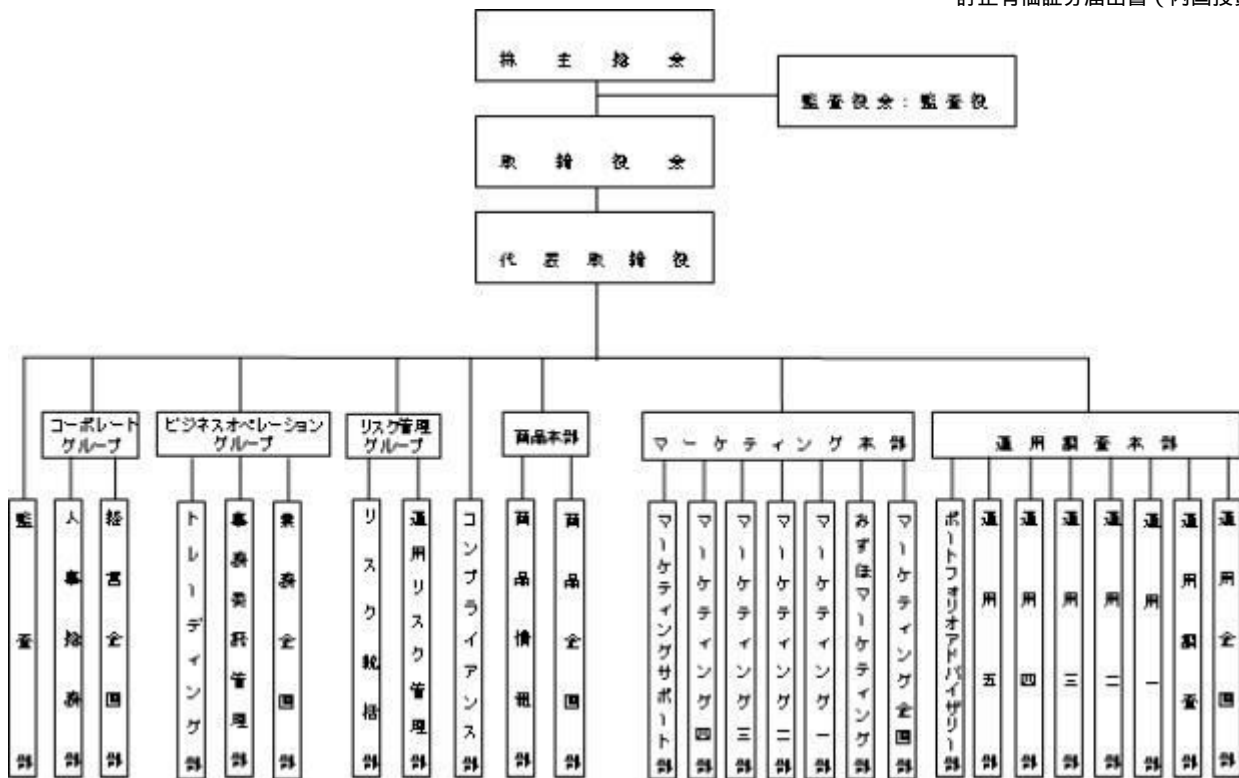 訂正有価証券届出書（内国投資
株主総会
監査役会：監査役
取締役会
代表取締役
コーポレート
グループ
ビジネスオペレーション
グループ
リスク管理
グループ
商品本部
マーケティング本部
運用調査本部
監査部
人事総務部
経営企画部
トレーディング部
事務委託管理部
業務企画部
リスク統括部
運用リスク管理部
コンプライアンス部
商品情報部
商品企画部
マーケティングサポート部
マーケティング四部
マーケティング三部
マーケティング二部
マーケティング一部
みずほマーケティング部
マーケティング企画部
ポートフォリオアドバイザリー部
運用五部
運用四部
運用三部
運用二部
運用一部
運用調査部
運用企画部